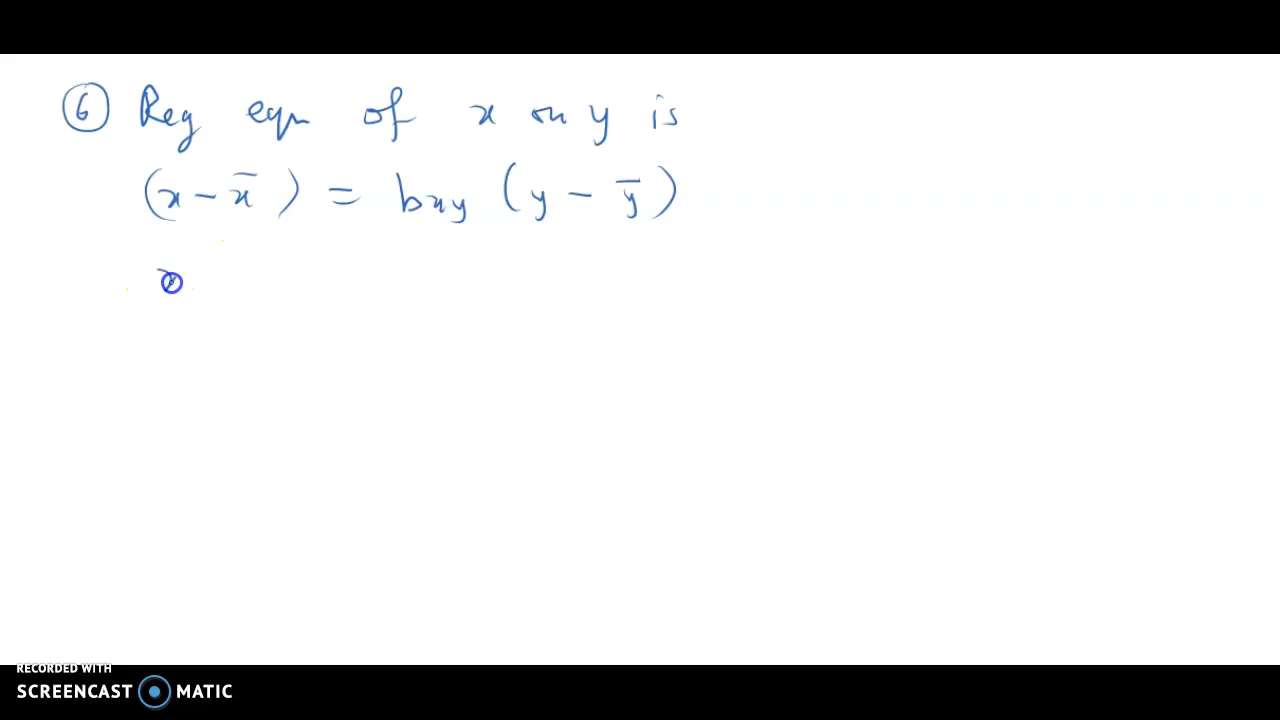 ⑥ Reg eqn of x on y is
(x - x̄) = bxy (y - ȳ)
x
RECORDED WITH
SCREENCAST MATIC